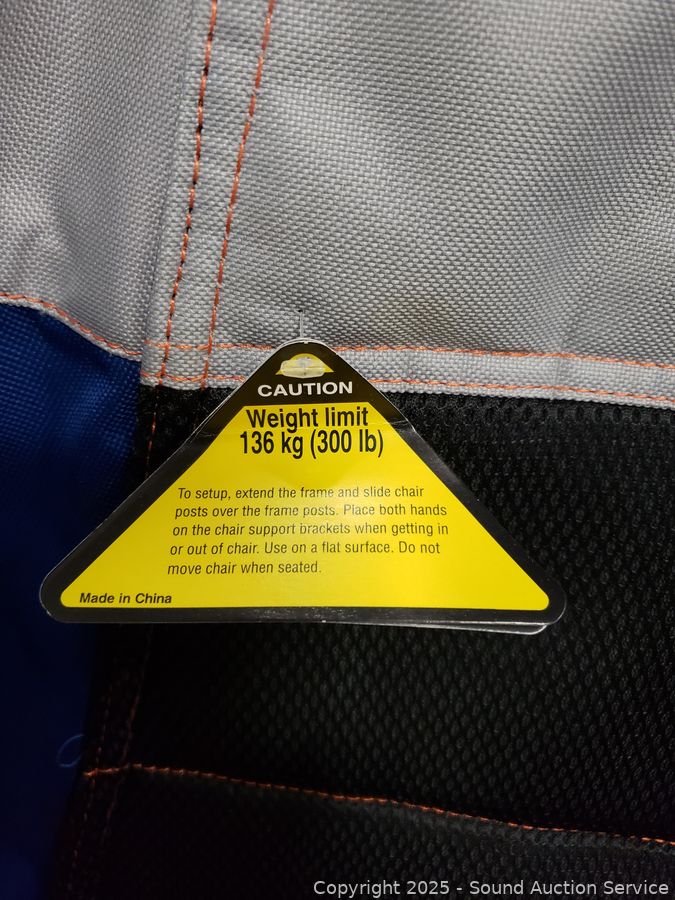 CAUTION
Weight limit
136 kg (300 lb)
To setup, extend the frame and slide chair
posts over the frame posts. Place both hands
on the chair support brackets when getting in
or out of chair. Use on a flat surface. Do not
move chair when seated.
Made in China
Copyright 2025 - Sound Auction Service